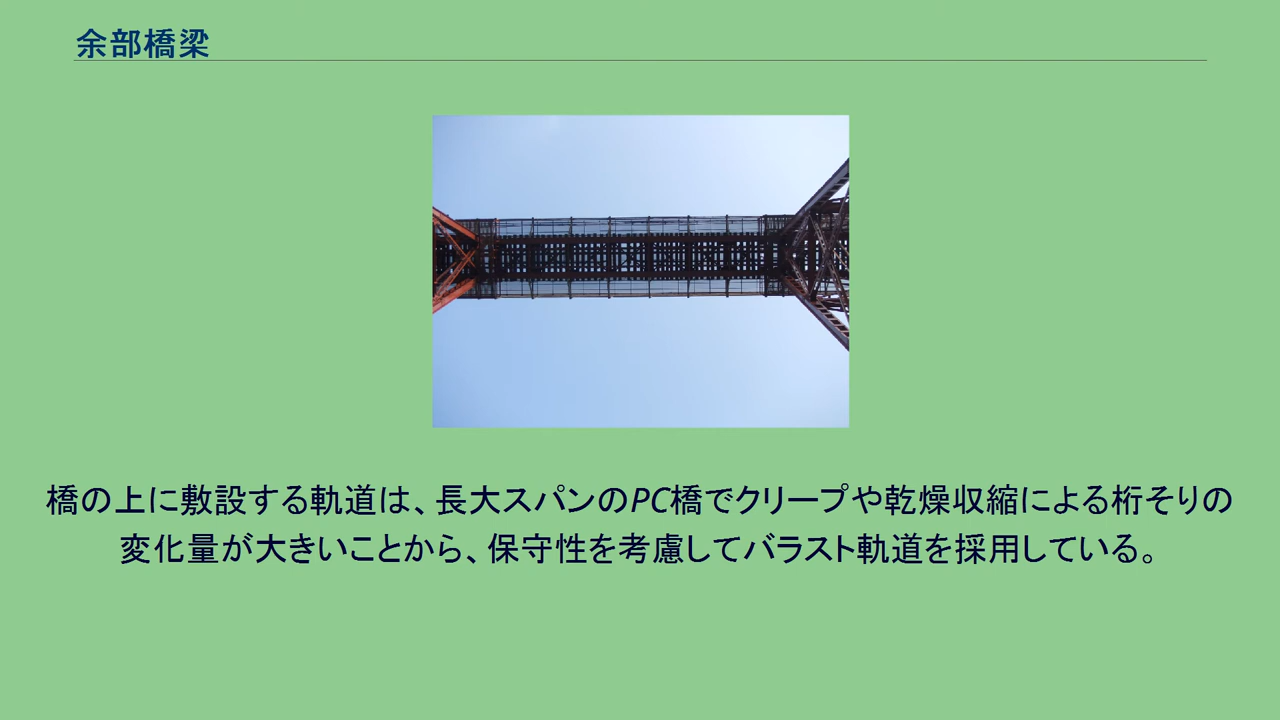 余部橋梁
橋の上に敷設する軌道は、長大スパンのPC橋でクリープや乾燥収縮による桁そりの
変化量が大きいことから、保守性を考慮してバラスト軌道を採用している。